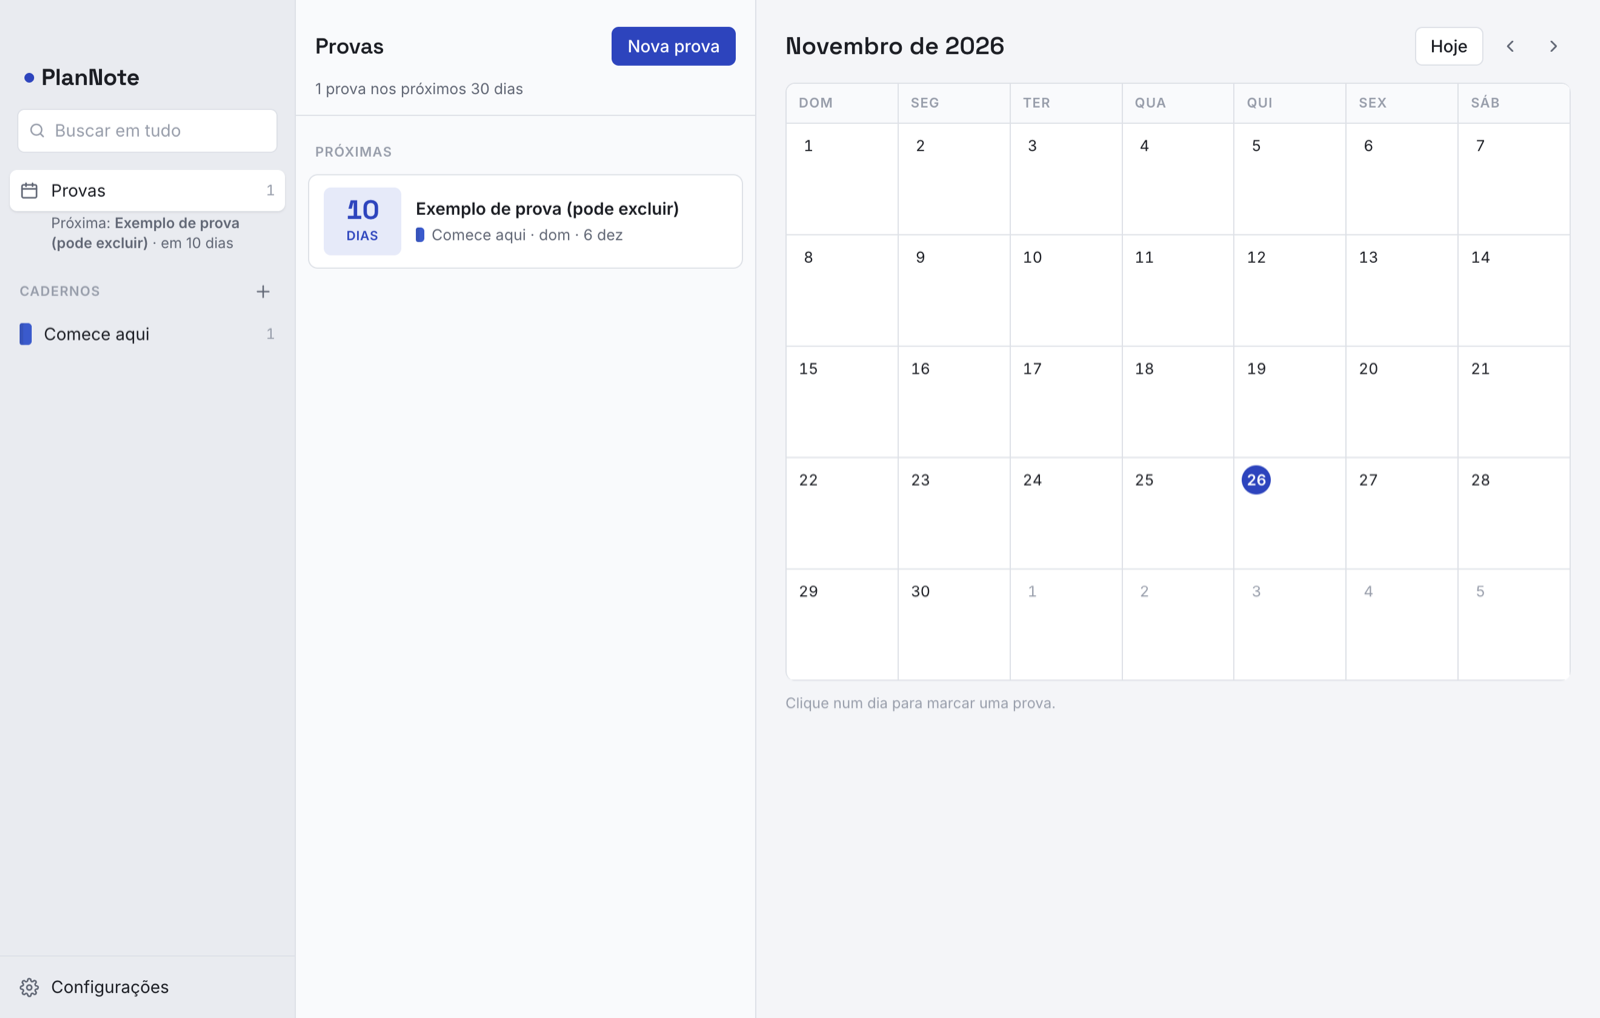 PlanNote
Buscar em tudo
Provas 1
Próxima: Exemplo de prova
(pode excluir) · em 10 dias
CADERNOS
Comece aqui 1
Configurações
Provas
Nova prova
1 prova nos próximos 30 dias
PRÓXIMAS
10
DIAS
Exemplo de prova (pode excluir)
Comece aqui · dom · 6 dez
Novembro de 2026
Hoje
DOM SEG TER QUA QUI SEX SÁB
1 2 3 4 5 6 7
8 9 10 11 12 13 14
15 16 17 18 19 20 21
22 23 24 25 26 27 28
29 30 1 2 3 4 5
Clique num dia para marcar uma prova.